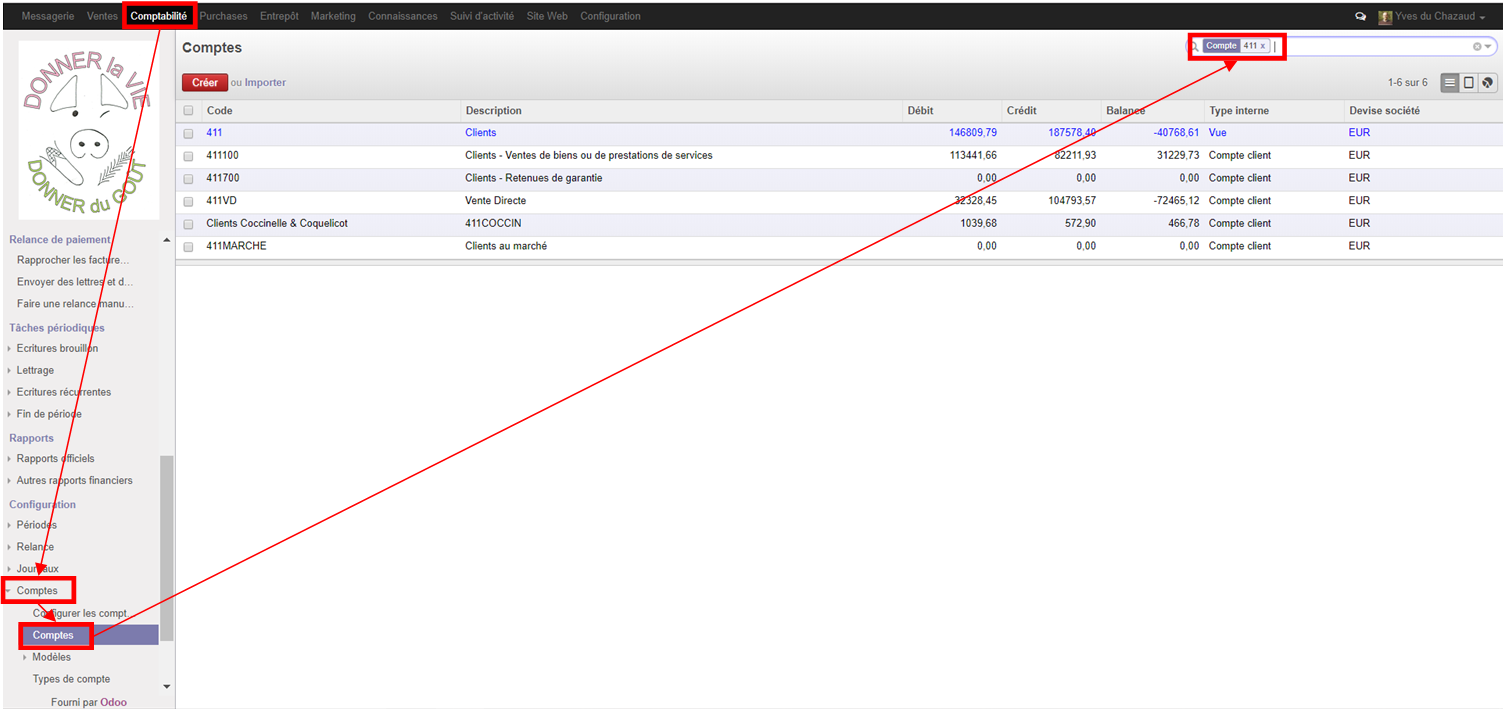 Messagerie Ventes Comptabilité Purchases Entrepôt Marketing Connaissances Suivi d'activité Site Web Configuration Yves du Chazaud
DONNER la VIE
DONNER du GOUT
Comptes
Compte 411 x
Créer ou Importer
1-6 sur 6
Code Description Débit Crédit Balance Type interne Devise société
411 Clients 146809,79 187578,40 -40768,61 Vue EUR
411100 Clients - Ventes de biens ou de prestations de services 113441,66 82211,93 31229,73 Compte client EUR
411700 Clients - Retenues de garantie 0,00 0,00 0,00 Compte client EUR
411VD Vente Directe 32328,45 104793,57 -72465,12 Compte client EUR
Clients Coccinelle & Coquelicot 411COCCIN 1039,68 572,90 466,78 Compte client EUR
411MARCHE Clients au marché 0,00 0,00 0,00 Compte client EUR
Relance de paiement
Rapprocher les facture...
Envoyer des lettres et d...
Faire une relance manu...
Tâches périodiques
Ecritures brouillon
Lettrage
Ecritures récurrentes
Fin de période
Rapports
Rapports officiels
Autres rapports financiers
Configuration
Périodes
Relance
Journaux
Comptes
Configurer les compt...
Comptes
Modèles
Types de compte
Fourni par Odoo